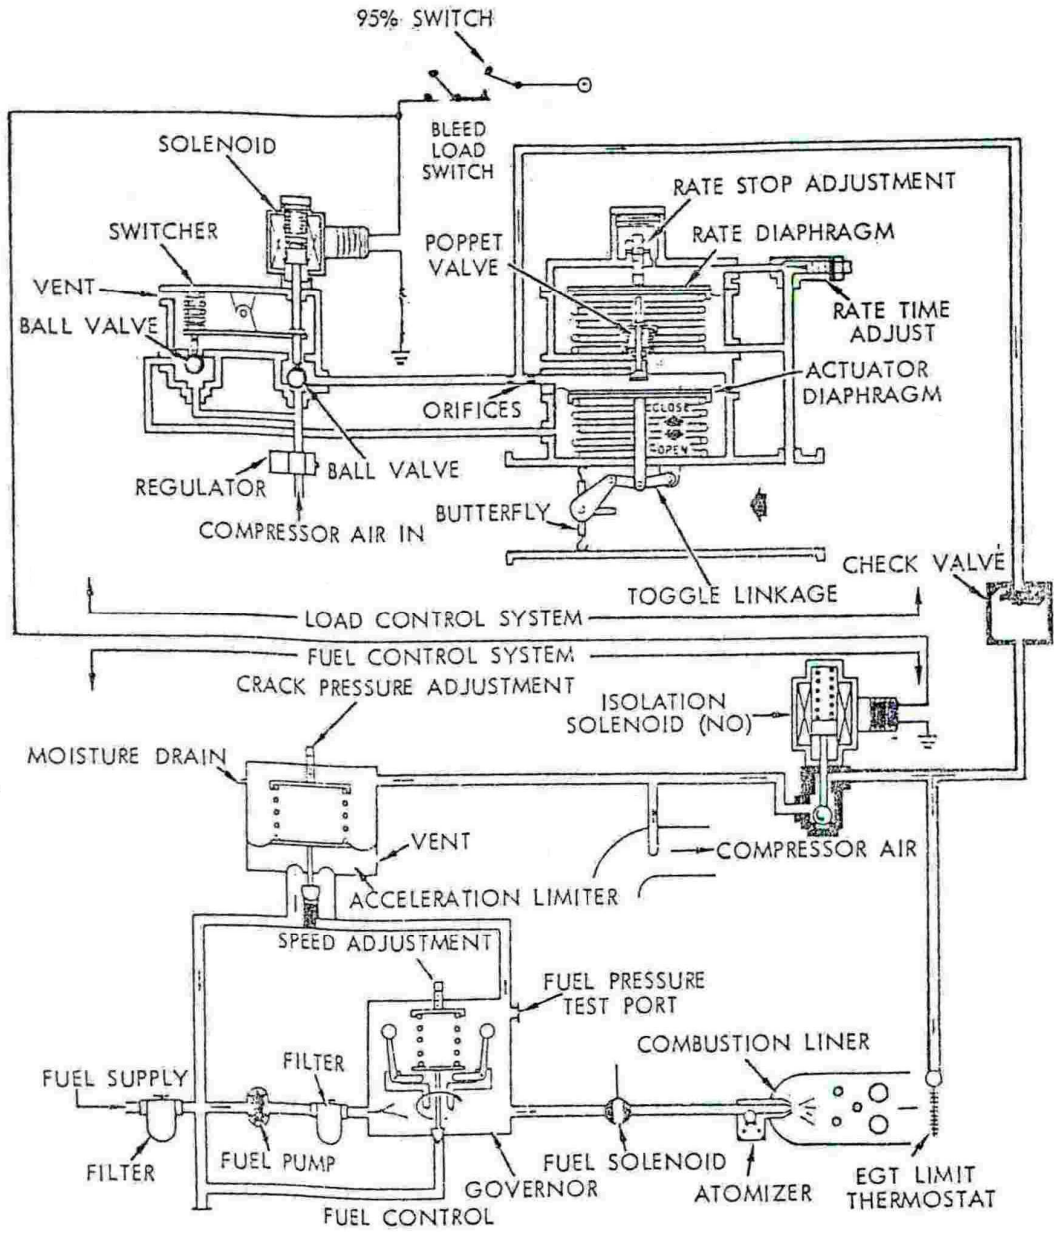 95% SWITCH
BLEED
LOAD
SWITCH
SOLENOID
SWITCHER
VENT
BALL VALVE
RATE STOP ADJUSTMENT
POPPET
VALVE
RATE DIAPHRAGM
RATE TIME
ADJUST
ACTUATOR
DIAPHRAGM
ORIFICES
CLOSE
OPEN
BALL VALVE
REGULATOR
COMPRESSOR AIR IN
BUTTERFLY
TOGGLE LINKAGE
CHECK VALVE
LOAD CONTROL SYSTEM
FUEL CONTROL SYSTEM
CRACK PRESSURE ADJUSTMENT
ISOLATION
SOLENOID (NO)
MOISTURE DRAIN
VENT
COMPRESSOR AIR
ACCELERATION LIMITER
SPEED ADJUSTMENT
FUEL PRESSURE
TEST PORT
COMBUSTION LINER
FUEL SUPPLY
FILTER
FILTER
FUEL PUMP
GOVERNOR
FUEL CONTROL
FUEL SOLENOID
ATOMIZER
EGT LIMIT
THERMOSTAT